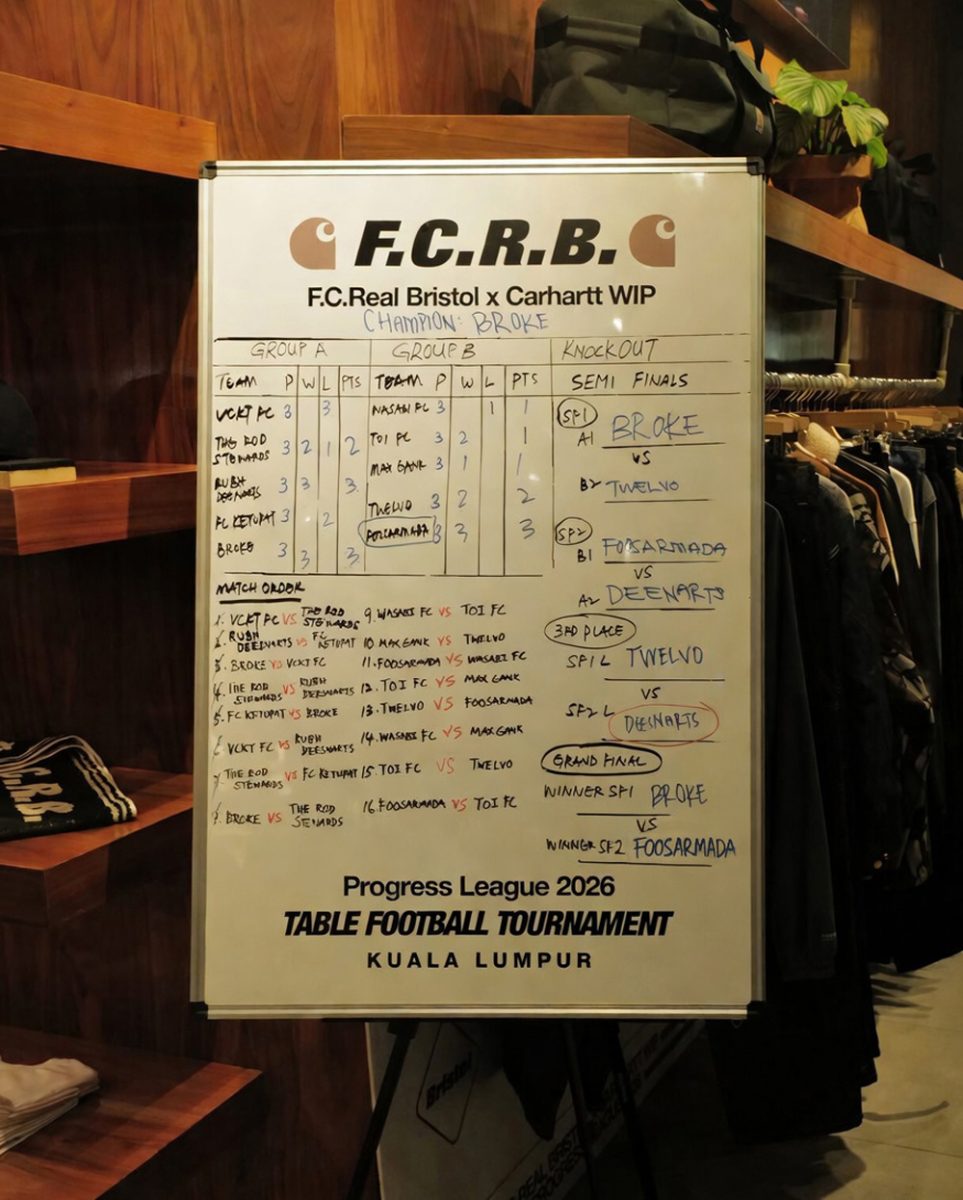 F.C.R.B.
F.C.Real Bristol x Carhartt WIP
CHAMPION: BROKE
GROUP A GROUP B KNOCKOUT
TEAM P W L PTS TEAM P W L PTS SEMI FINALS
VCKT FC 3 3 WASABI FC 3 1 1
THE ROD STEWARDS 3 2 1 2 TOI FC 3 2 1
RUBH DEESNARTS 3 3 3 MAX GANK 3 1 1
FC KETUPAT 3 2 TWELVO 3 2 2
BROKE 3 3 3 FOOSARMADA 3 3 3
SF1
A1 BROKE
VS
B2 TWELVO
SF2
B1 FOOSARMADA
VS
A2 DEENARTS
3RD PLACE
SF1 L TWELVO
VS
SF2 L DEESNARTS
GRAND FINAL
WINNER SF1 BROKE
VS
WINNER SF2 FOOSARMADA
MATCH ORDER
1. VCKT FC VS THE ROD STEWARDS
2. RUBH DEESNARTS VS FC KETUPAT
3. BROKE VS VCKT FC
4. THE ROD STEWARDS VS RUBH DEESNARTS
5. FC KETUPAT VS BROKE
6. VCKT FC VS RUBH DEESNARTS
7. THE ROD STEWARDS VS FC KETUPAT
8. BROKE VS THE ROD STEWARDS
9. WASABI FC VS TOI FC
10 MAX GANK VS TWELVO
11. FOOSARMADA VS WASABI FC
12. TOI FC VS MAX GANK
13. TWELVO VS FOOSARMADA
14. WASABI FC VS MAX GANK
15. TOI FC VS TWELVO
16. FOOSARMADA VS TOI FC
Progress League 2026
TABLE FOOTBALL TOURNAMENT
KUALA LUMPUR
C.R.B.
Bristol